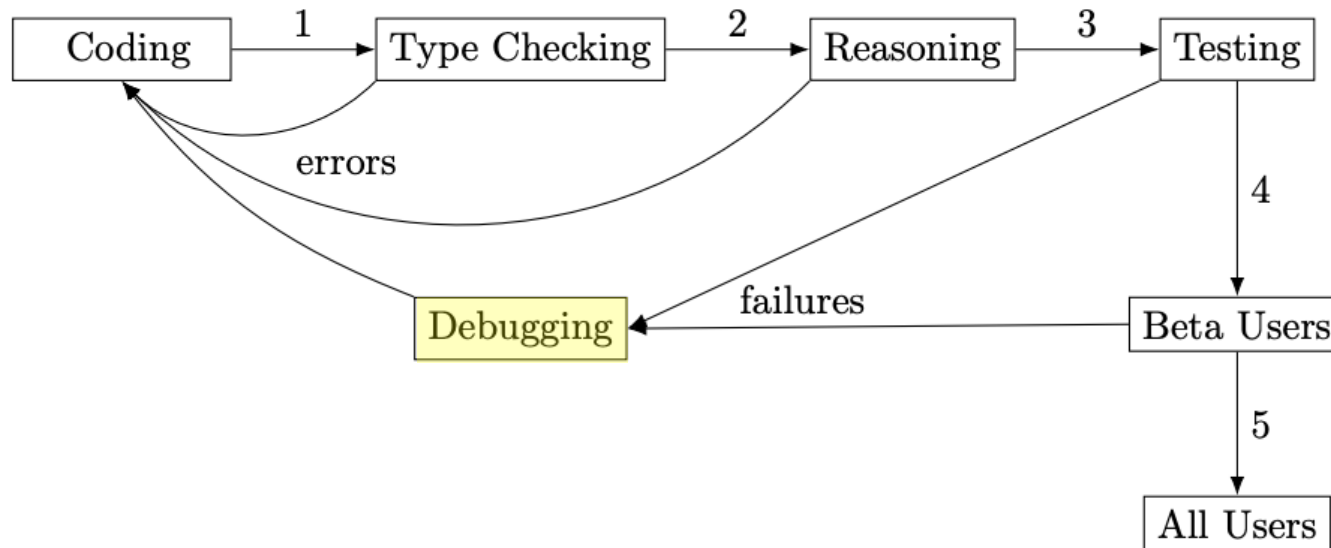 1 2 3
Coding Type Checking Reasoning Testing
errors
4
failures
Debugging Beta Users
5
All Users